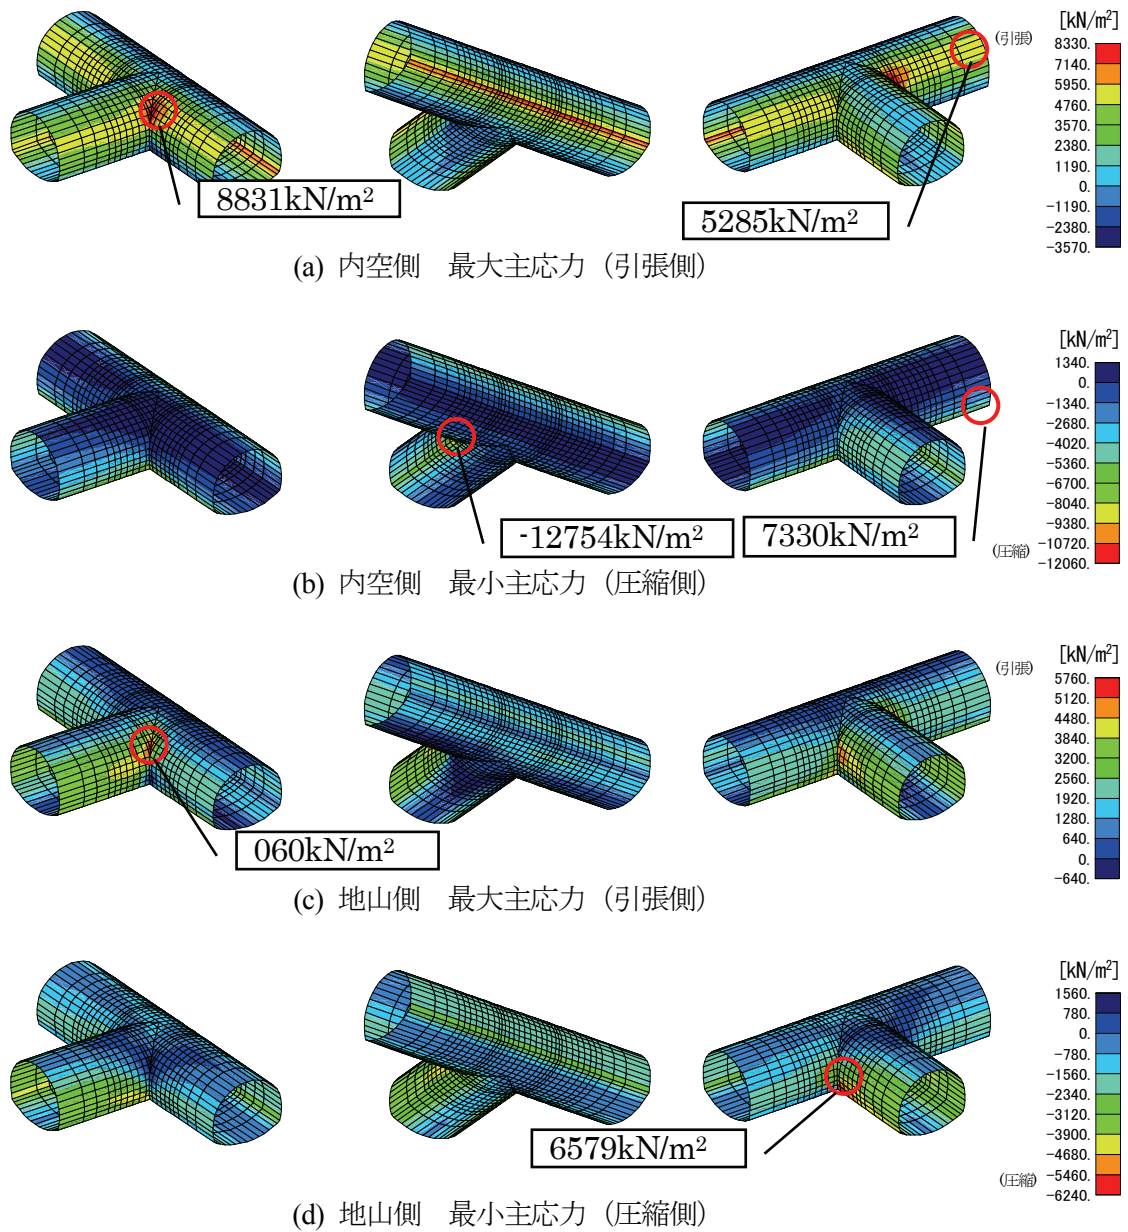 [kN/m²]
(引張)
8330.
7140.
5950.
4760.
3570.
2380.
1190.
0.
-1190.
-2380.
-3570.
8831kN/m²
5285kN/m²
(a) 内空側 最大主応力 (引張側)
[kN/m²]
1340.
0.
-1340.
-2680.
-4020.
-5360.
-6700.
-8040.
-9380.
-10720.
-12060.
(圧縮)
-12754kN/m²
7330kN/m²
(b) 内空側 最小主応力 (圧縮側)
[kN/m²]
(引張)
5760.
5120.
4480.
3840.
3200.
2560.
1920.
1280.
640.
0.
-640.
060kN/m²
(c) 地山側 最大主応力 (引張側)
[kN/m²]
1560.
780.
0.
-780.
-1560.
-2340.
-3120.
-3900.
-4680.
-5460.
-6240.
(圧縮)
6579kN/m²
(d) 地山側 最小主応力 (圧縮側)